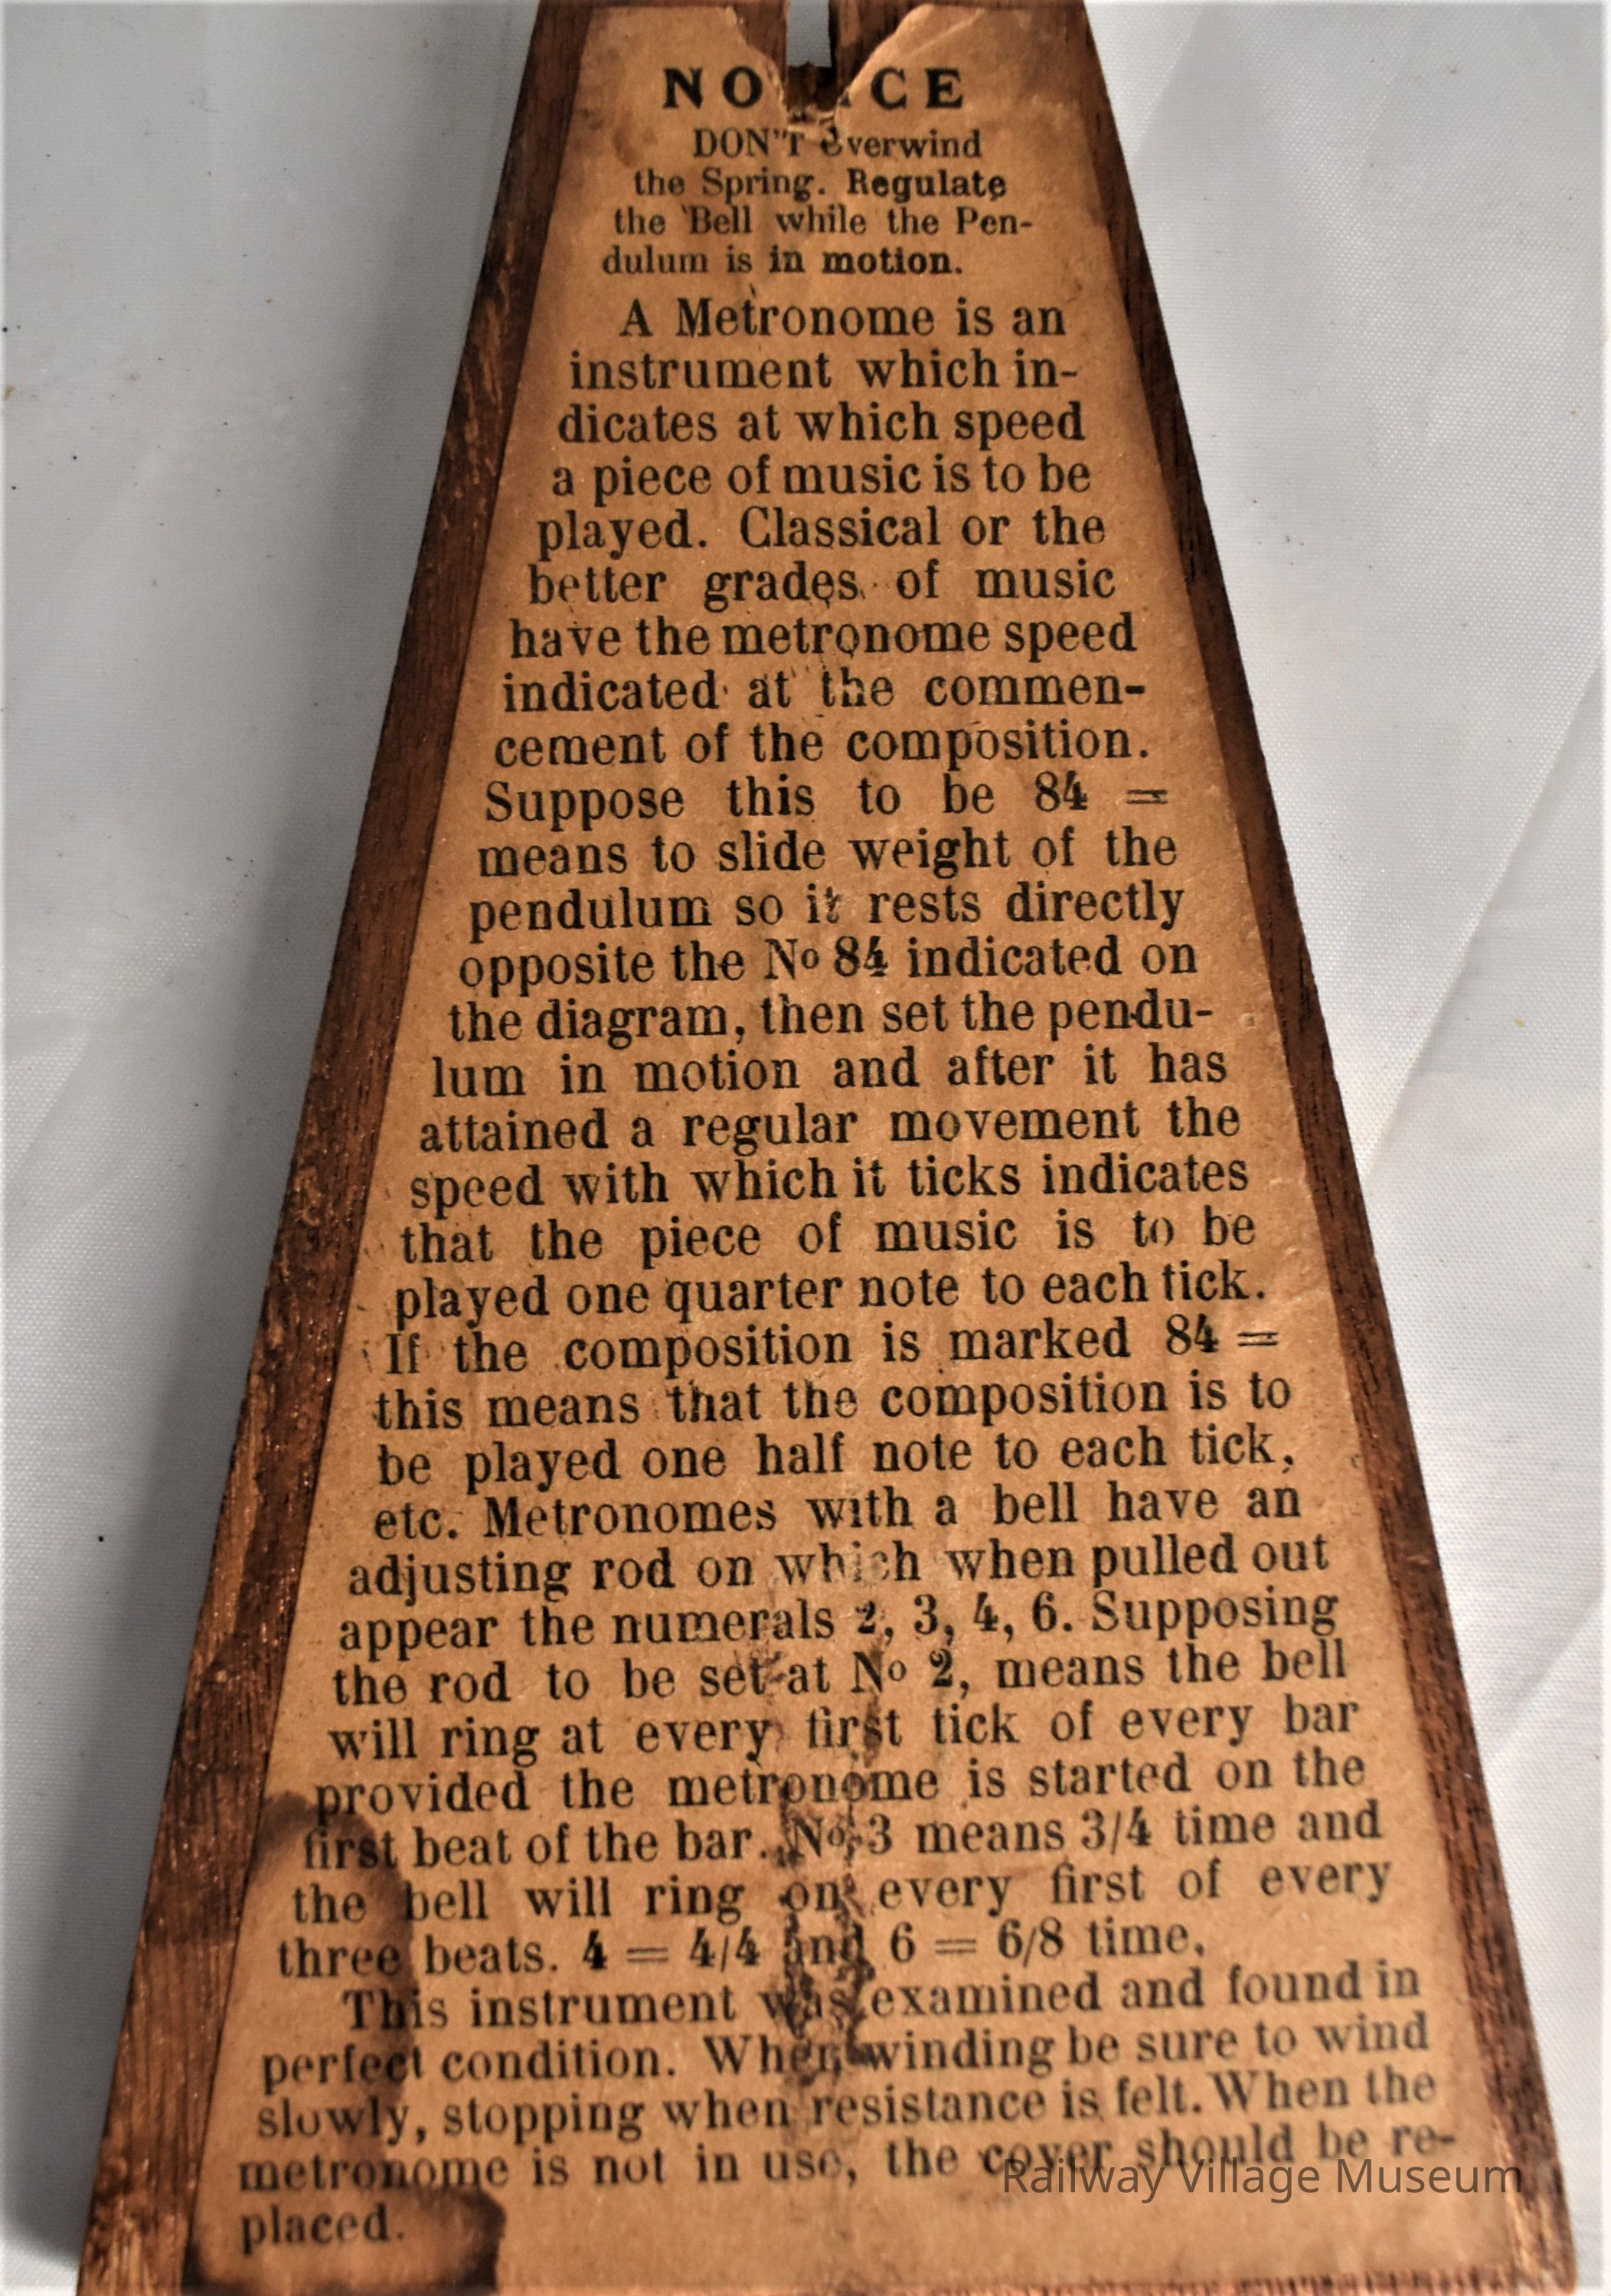 NOTICE
DON"T overwind
the Spring. Regulate
the Bell while the Pen-
dulum is in motion.
A Metronome is an
instrument which in-
dicates at which speed
a piece of music is to be
played. Classical or the
better grades of music
have the metronome speed
indicated at the commen-
cement of the composition.
Suppose this to be 84 =
means to slide weight of the
pendulum so it rests directly
opposite the No 84 indicated on
the diagram, then set the pendu-
lum in motion and after it has
attained a regular movement the
speed with which it ticks indicates
that the piece of music is to be
played one quarter note to each tick.
If the composition is marked 84 =
this means that the composition is to
be played one half note to each tick,
etc. Metronomes with a bell have an
adjusting rod on which when pulled out
appear the numerals 2, 3, 4, 6. Supposing
the rod to be set at No 2, means the bell
will ring at every first tick of every bar
provided the metronome is started on the
first beat of the bar. No 3 means 3/4 time and
the bell will ring on every first of every
three beats. 4 = 4/4 and 6 = 6/8 time.
This instrument was examined and found in
perfect condition. When winding be sure to wind
slowly, stopping when resistance is felt. When the
metronome is not in use, the cover should be re-
placed.
Railway Village Museum